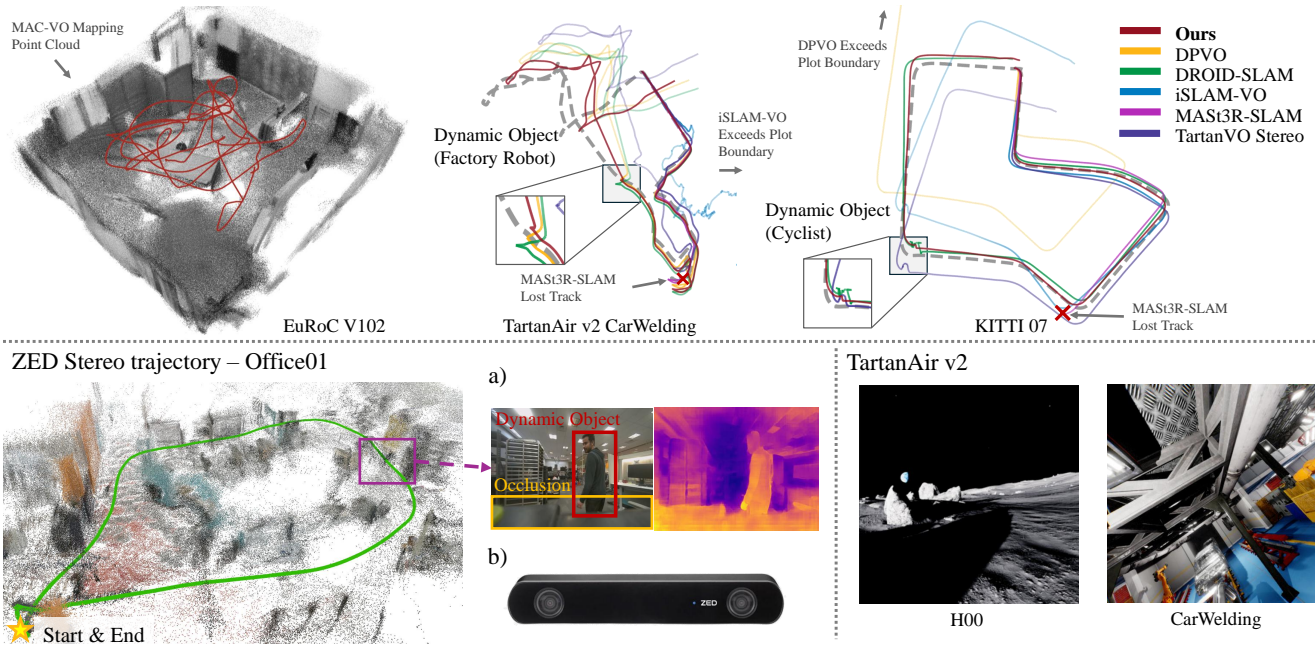 MAC-VO Mapping
Point Cloud
EuRoC V102
Dynamic Object
(Factory Robot)
iSLAM-VO
Exceeds Plot
Boundary
MASt3R-SLAM
Lost Track
TartanAir v2 CarWelding
DPVO Exceeds
Plot Boundary
Dynamic Object
(Cyclist)
MASt3R-SLAM
Lost Track
KITTI 07
Ours
DPVO
DROID-SLAM
iSLAM-VO
MASt3R-SLAM
TartanVO Stereo
ZED Stereo trajectory – Office01
Start & End
a)
Dynamic Object
Occlusion
b)
ZED
TartanAir v2
H00
CarWelding